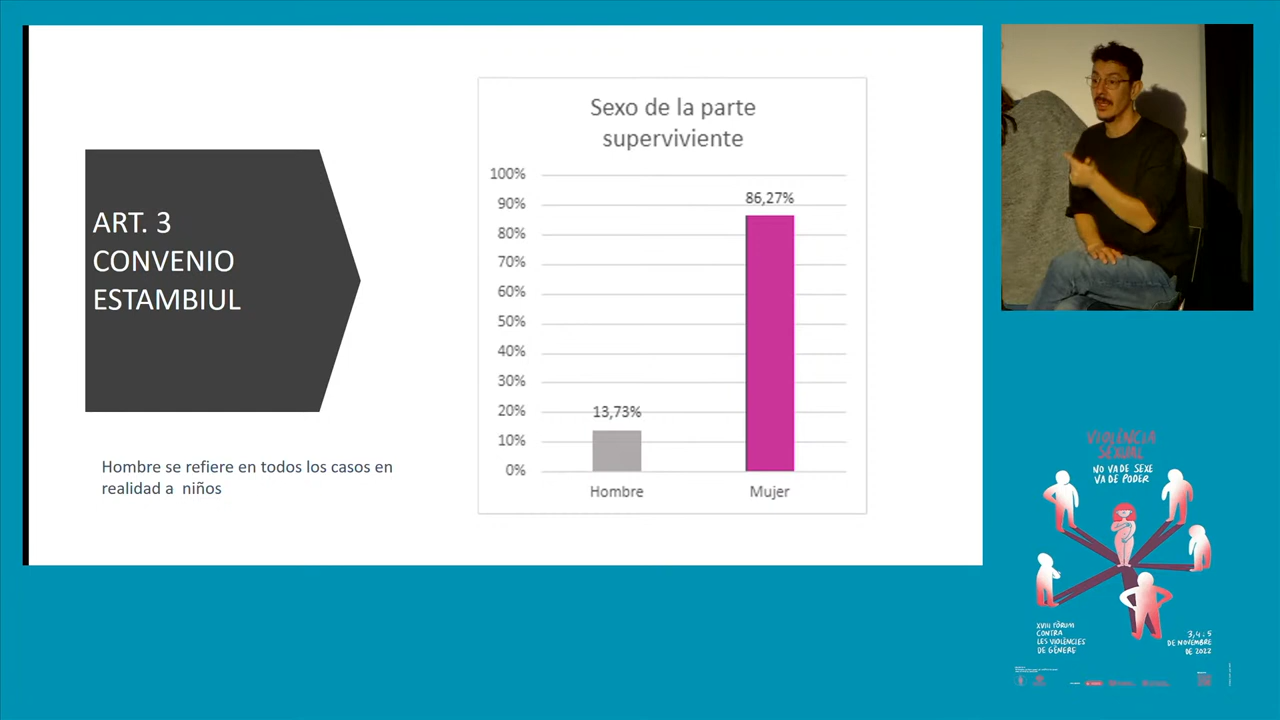 ART. 3
CONVENIO
ESTAMBIUL
Hombre se refiere en todos los casos en
realidad a niños
Sexo de la parte
superviviente
100%
90%
80%
70%
60%
50%
40%
30%
20%
10%
0%
13,73%
86,27%
Hombre
Mujer
VIOLÈNCIA
SEXUAL
NO VA DE SEXE
VA DE PODER
XVIII FÒRUM
CONTRA
LES VIOLÈNCIES
DE GÈNERE
3, 4 i 5
DE NOVEMBRE
DE 2022